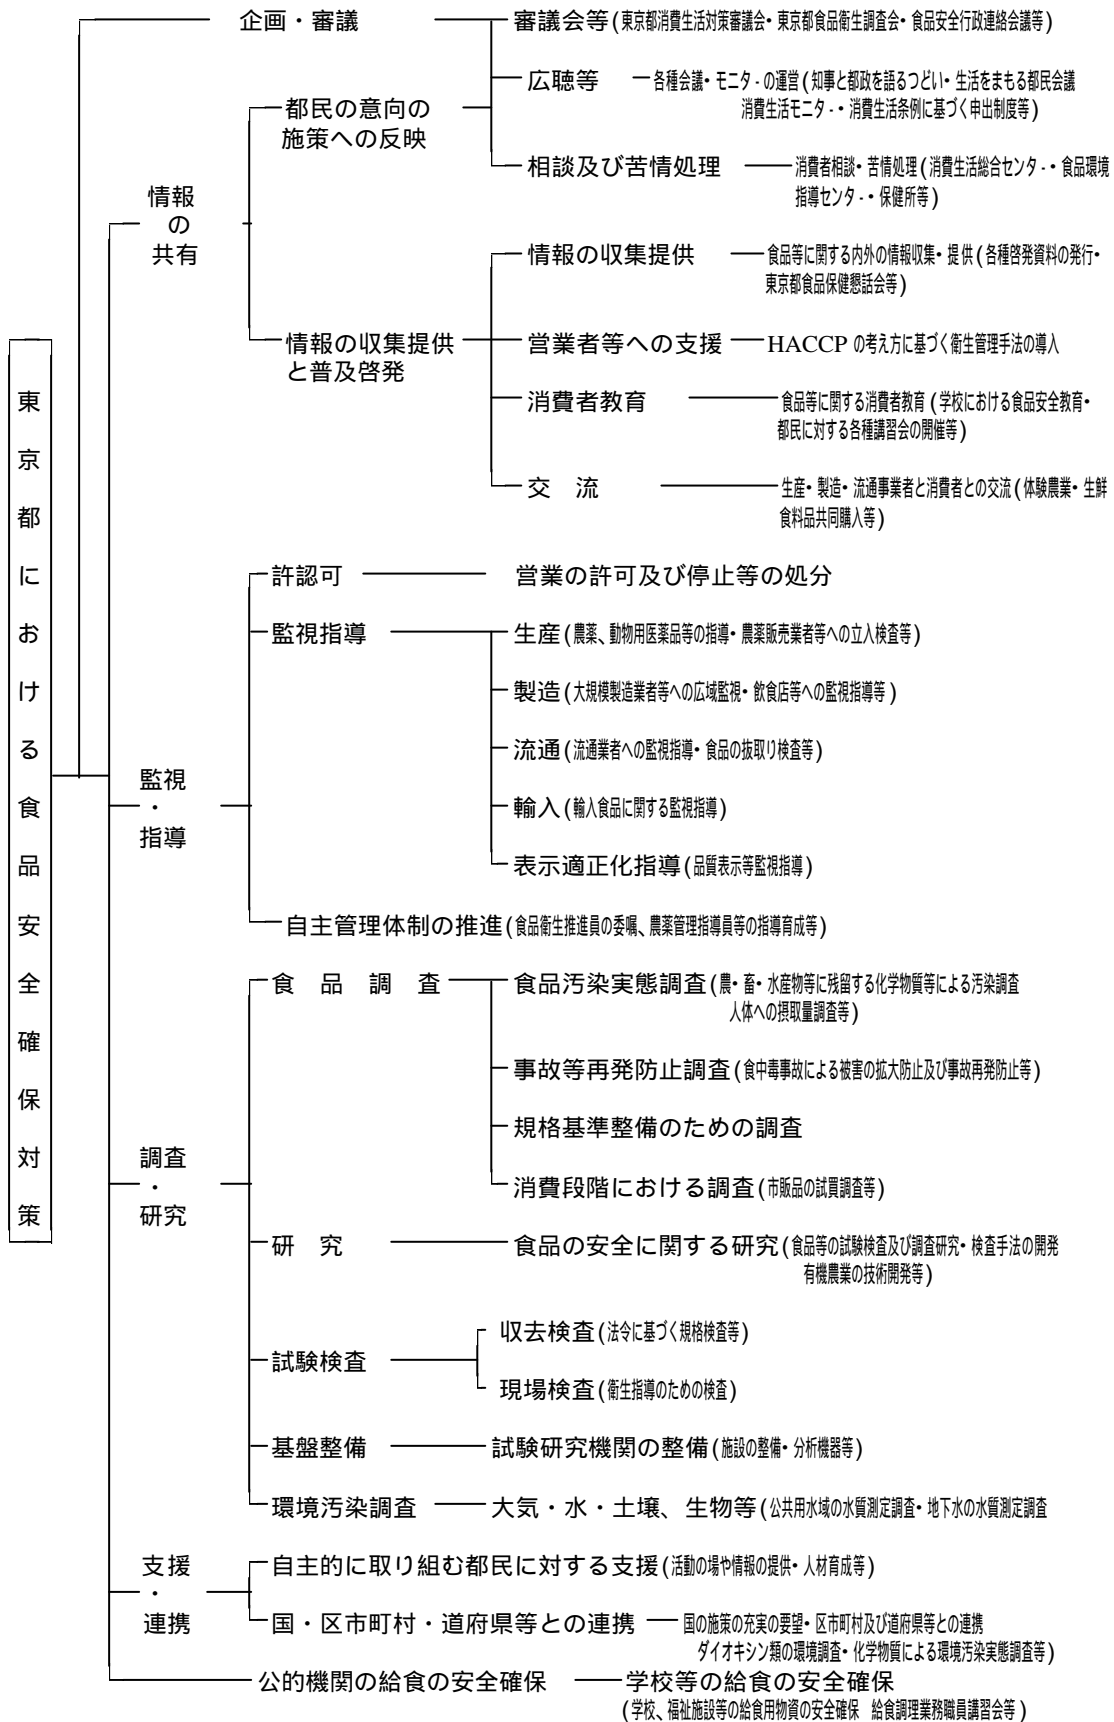 企画・審議
審議会等(東京都消費生活対策審議会・東京都食品衛生調査会・食品安全行政連絡会議等)
広聴等
各種会議・モニタ-の運営(知事と都政を語るつどい・生活をまもる都民会議
消費生活モニタ-・消費生活条例に基づく申出制度等)
都民の意向の
施策への反映
相談及び苦情処理
消費者相談・苦情処理(消費生活総合センタ-・食品環境
指導センタ-・保健所等)
情報
の
共有
情報の収集提供
食品等に関する内外の情報収集・提供(各種啓発資料の発行・
東京都食品保健懇話会等)
情報の収集提供
と普及啓発
営業者等への支援
HACCP の考え方に基づく衛生管理手法の導入
消費者教育
食品等に関する消費者教育(学校における食品安全教育・
都民に対する各種講習会の開催等)
交 流
生産・製造・流通事業者と消費者との交流(体験農業・生鮮
食料品共同購入等)
東京都における食品安全確保対策
許認可
営業の許可及び停止等の処分
監視指導
生産(農薬、動物用医薬品等の指導・農薬販売業者等への立入検査等)
製造(大規模製造業者等への広域監視・飲食店等への監視指導等)
流通(流通業者への監視指導・食品の抜取り検査等)
監視
・
指導
輸入(輸入食品に関する監視指導)
表示適正化指導(品質表示等監視指導)
自主管理体制の推進(食品衛生推進員の委嘱、農薬管理指導員等の指導育成等)
食 品 調 査
食品汚染実態調査(農・畜・水産物等に残留する化学物質等による汚染調査
人体への摂取量調査等)
事故等再発防止調査(食中毒事故による被害の拡大防止及び事故再発防止等)
規格基準整備のための調査
調査
・
研究
消費段階における調査(市販品の試買調査等)
研 究
食品の安全に関する研究(食品等の試験検査及び調査研究・検査手法の開発
有機農業の技術開発等)
収去検査(法令に基づく規格検査等)
試験検査
現場検査(衛生指導のための検査)
基盤整備
試験研究機関の整備(施設の整備・分析機器等)
環境汚染調査
大気・水・土壌、生物等(公共用水域の水質測定調査・地下水の水質測定調査
支援
・
連携
自主的に取り組む都民に対する支援(活動の場や情報の提供・人材育成等)
国・区市町村・道府県等との連携
国の施策の充実の要望・区市町村及び道府県等との連携
ダイオキシン類の環境調査・化学物質による環境汚染実態調査等)
公的機関の給食の安全確保
学校等の給食の安全確保
(学校、福祉施設等の給食用物資の安全確保 給食調理業務職員講習会等)